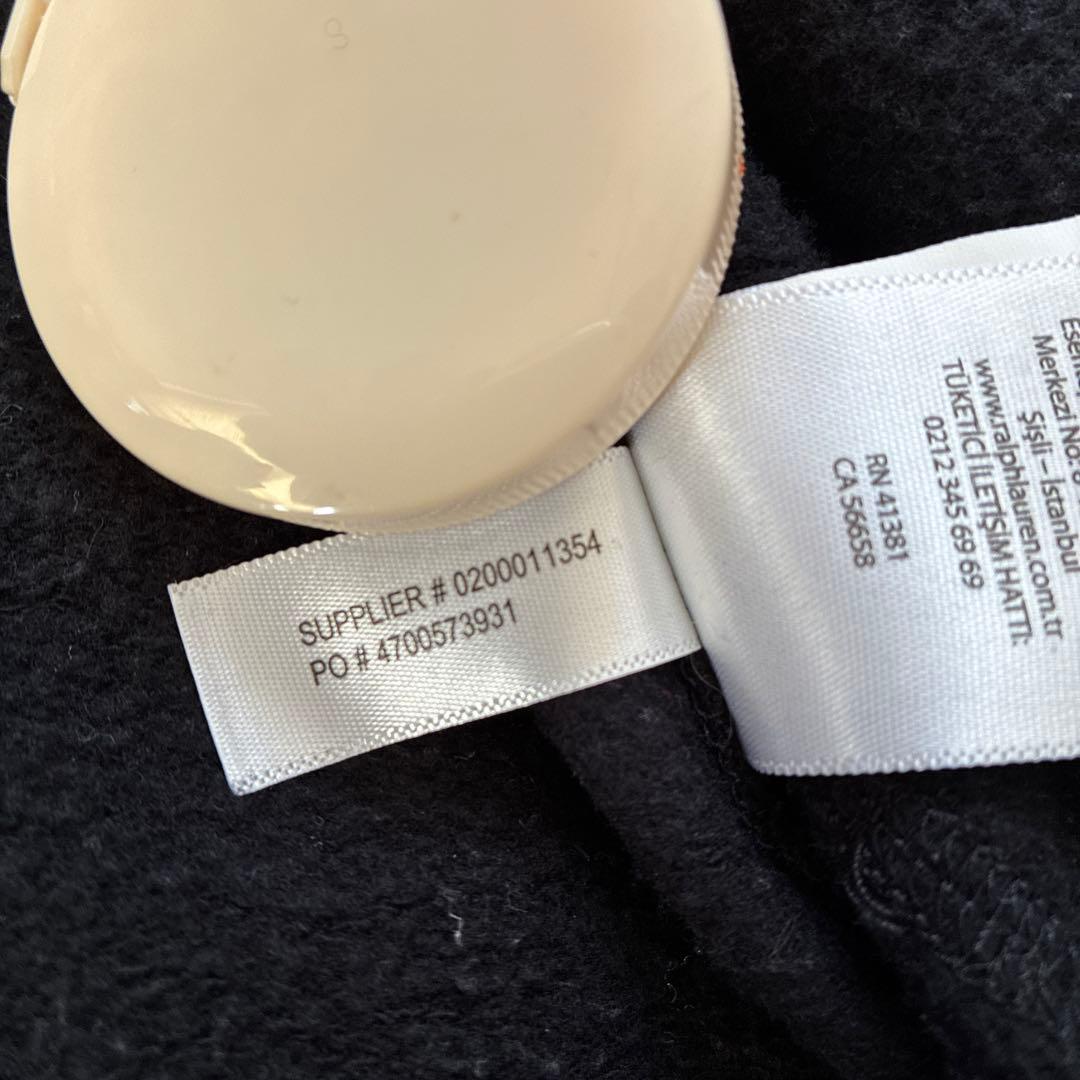 SUPPLIER # 0200011354
PO # 4700573931
Merkezi No:
Şişli – İstanbul
www.ralphlauren.com.tr
TÜKETİCİ İLETİŞİM HATTI:
0212 345 69 69
RN 41381
CA 56658